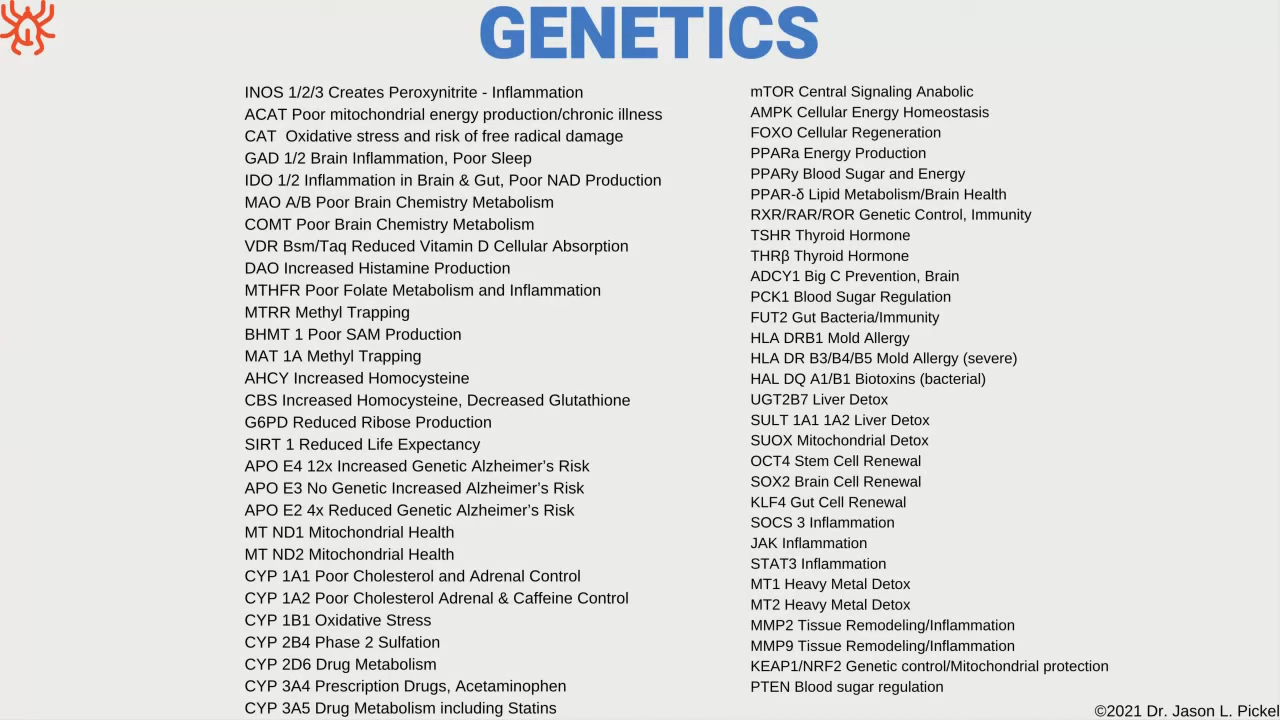 GENETICS
INOS 1/2/3 Creates Peroxynitrite - Inflammation
ACAT Poor mitochondrial energy production/chronic illness
CAT  Oxidative stress and risk of free radical damage
GAD 1/2 Brain Inflammation, Poor Sleep
IDO 1/2 Inflammation in Brain & Gut, Poor NAD Production
MAO A/B Poor Brain Chemistry Metabolism
COMT Poor Brain Chemistry Metabolism
VDR Bsm/Taq Reduced Vitamin D Cellular Absorption
DAO Increased Histamine Production
MTHFR Poor Folate Metabolism and Inflammation
MTRR Methyl Trapping
BHMT 1 Poor SAM Production
MAT 1A Methyl Trapping
AHCY Increased Homocysteine
CBS Increased Homocysteine, Decreased Glutathione
G6PD Reduced Ribose Production
SIRT 1 Reduced Life Expectancy
APO E4 12x Increased Genetic Alzheimer's Risk
APO E3 No Genetic Increased Alzheimer's Risk
APO E2 4x Reduced Genetic Alzheimer's Risk
MT ND1 Mitochondrial Health
MT ND2 Mitochondrial Health
CYP 1A1 Poor Cholesterol and Adrenal Control
CYP 1A2 Poor Cholesterol Adrenal & Caffeine Control
CYP 1B1 Oxidative Stress
CYP 2B4 Phase 2 Sulfation
CYP 2D6 Drug Metabolism
CYP 3A4 Prescription Drugs, Acetaminophen
CYP 3A5 Drug Metabolism including Statins
mTOR Central Signaling Anabolic
AMPK Cellular Energy Homeostasis
FOXO Cellular Regeneration
PPARa Energy Production
PPARy Blood Sugar and Energy
PPAR-δ Lipid Metabolism/Brain Health
RXR/RAR/ROR Genetic Control, Immunity
TSHR Thyroid Hormone
THRβ Thyroid Hormone
ADCY1 Big C Prevention, Brain
PCK1 Blood Sugar Regulation
FUT2 Gut Bacteria/Immunity
HLA DRB1 Mold Allergy
HLA DR B3/B4/B5 Mold Allergy (severe)
HAL DQ A1/B1 Biotoxins (bacterial)
UGT2B7 Liver Detox
SULT 1A1 1A2 Liver Detox
SUOX Mitochondrial Detox
OCT4 Stem Cell Renewal
SOX2 Brain Cell Renewal
KLF4 Gut Cell Renewal
SOCS 3 Inflammation
JAK Inflammation
STAT3 Inflammation
MT1 Heavy Metal Detox
MT2 Heavy Metal Detox
MMP2 Tissue Remodeling/Inflammation
MMP9 Tissue Remodeling/Inflammation
KEAP1/NRF2 Genetic control/Mitochondrial protection
PTEN Blood sugar regulation
©2021 Dr. Jason L. Pickel